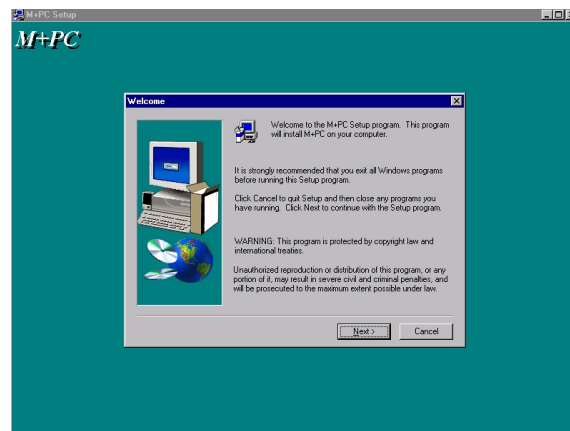 M+PC Setup
M+PC
Welcome
Welcome to the M+PC Setup program. This program
will install M+PC on your computer.
It is strongly recommended that you exit all Windows programs
before running this Setup program.
Click Cancel to quit Setup and then close any programs you
have running. Click Next to continue with the Setup program.
WARNING: This program is protected by copyright law and
international treaties.
Unauthorized reproduction or distribution of this program, or any
portion of it, may result in severe civil and criminal penalties, and
will be prosecuted to the maximum extent possible under law.
Next >
Cancel